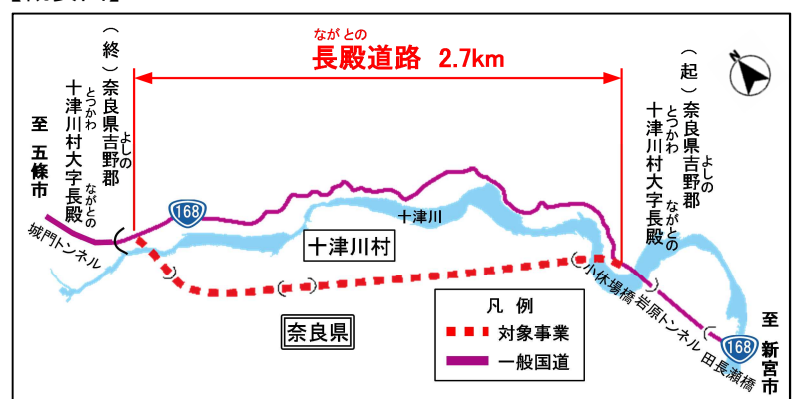 ながとの
長殿道路 2.7km
(終)奈良県吉野郡
よしの
十津川村大字長殿
とつかわ
ながとの
至 五條市
(起)奈良県吉野郡
よしの
十津川村大字長殿
とつかわ
ながとの
168
十津川
城門トンネル
十津川村
奈良県
小休場橋
岩原トンネル
田長瀬橋
168
至 新宮市
凡 例
対象事業
一般国道